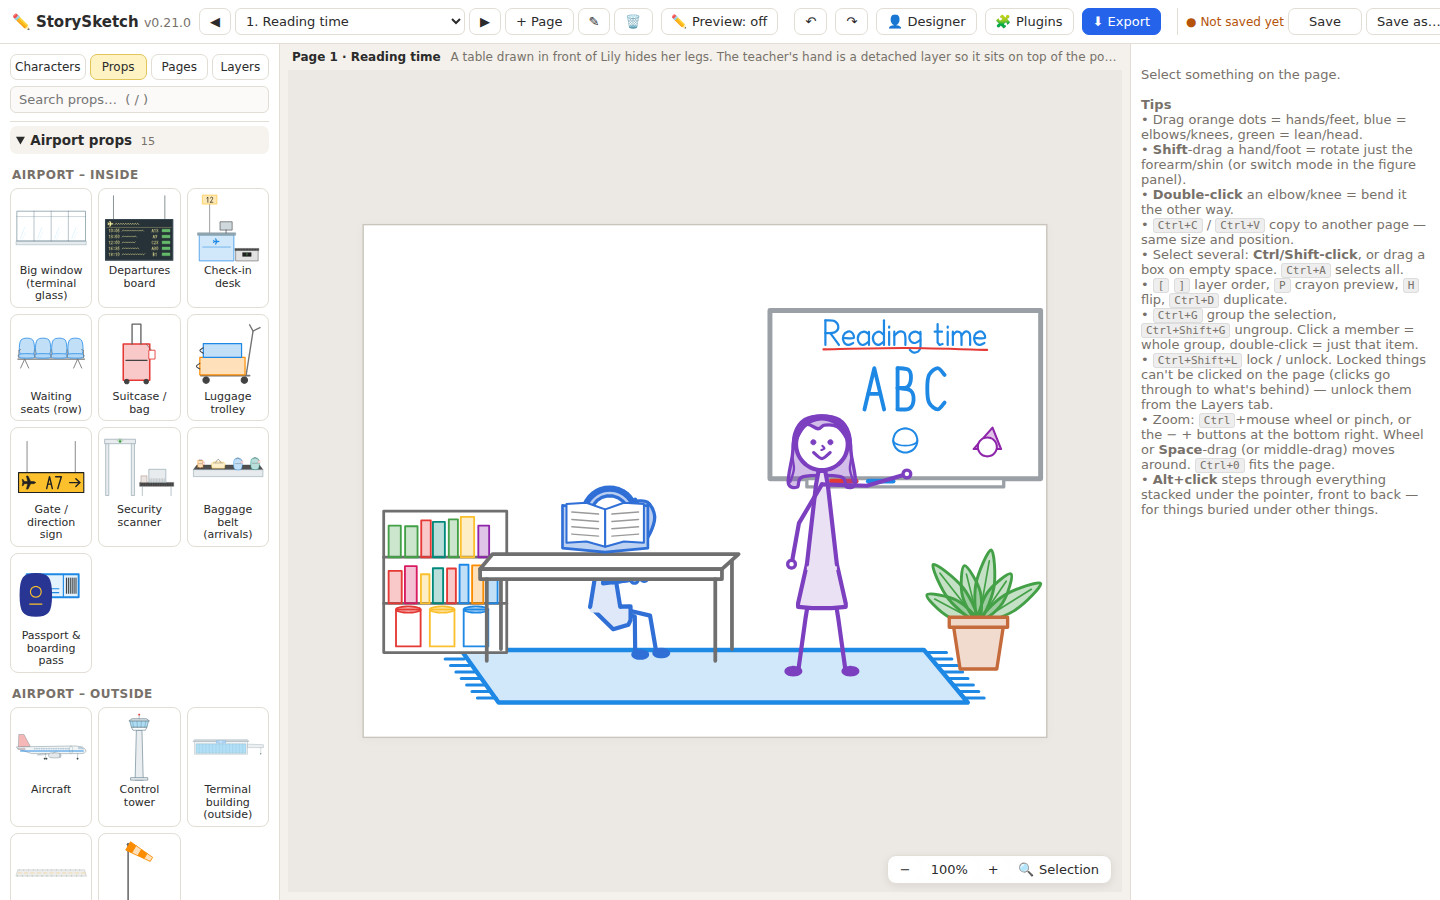 ✏️ StorySketch v0.21.0
◀ 1. Reading time ▶ + Page ✎ 🗑️ ✏️ Preview: off ↶ ↷ 👤 Designer 🧩 Plugins ⬇ Export ● Not saved yet Save Save as…
Characters Props Pages Layers
Search props… ( / )
▼ Airport props 15
AIRPORT – INSIDE
Big window
(terminal
glass)
Departures
board
12
Check-in
desk
Waiting
seats (row)
Suitcase /
bag
Luggage
trolley
A7 →
Gate /
direction
sign
Security
scanner
Baggage
belt
(arrivals)
Passport &
boarding
pass
AIRPORT – OUTSIDE
Aircraft
Control
tower
Terminal
building
(outside)
Page 1 · Reading time A table drawn in front of Lily hides her legs. The teacher's hand is a detached layer so it sits on top of the po…
Reading time
A B C
− 100% + 🔍 Selection
Select something on the page.
Tips
• Drag orange dots = hands/feet, blue =
elbows/knees, green = lean/head.
• Shift-drag a hand/foot = rotate just the
forearm/shin (or switch mode in the figure
panel).
• Double-click an elbow/knee = bend it
the other way.
• Ctrl+C / Ctrl+V copy to another page —
same size and position.
• Select several: Ctrl/Shift-click, or drag a
box on empty space. Ctrl+A selects all.
• [ ] layer order, P crayon preview, H
flip, Ctrl+D duplicate.
• Ctrl+G group the selection,
Ctrl+Shift+G ungroup. Click a member =
whole group, double-click = just that item.
• Ctrl+Shift+L lock / unlock. Locked things
can't be clicked on the page (clicks go
through to what's behind) — unlock them
from the Layers tab.
• Zoom: Ctrl+mouse wheel or pinch, or
the − + buttons at the bottom right. Wheel
or Space-drag (or middle-drag) moves
around. Ctrl+0 fits the page.
• Alt+click steps through everything
stacked under the pointer, front to back —
for things buried under other things.